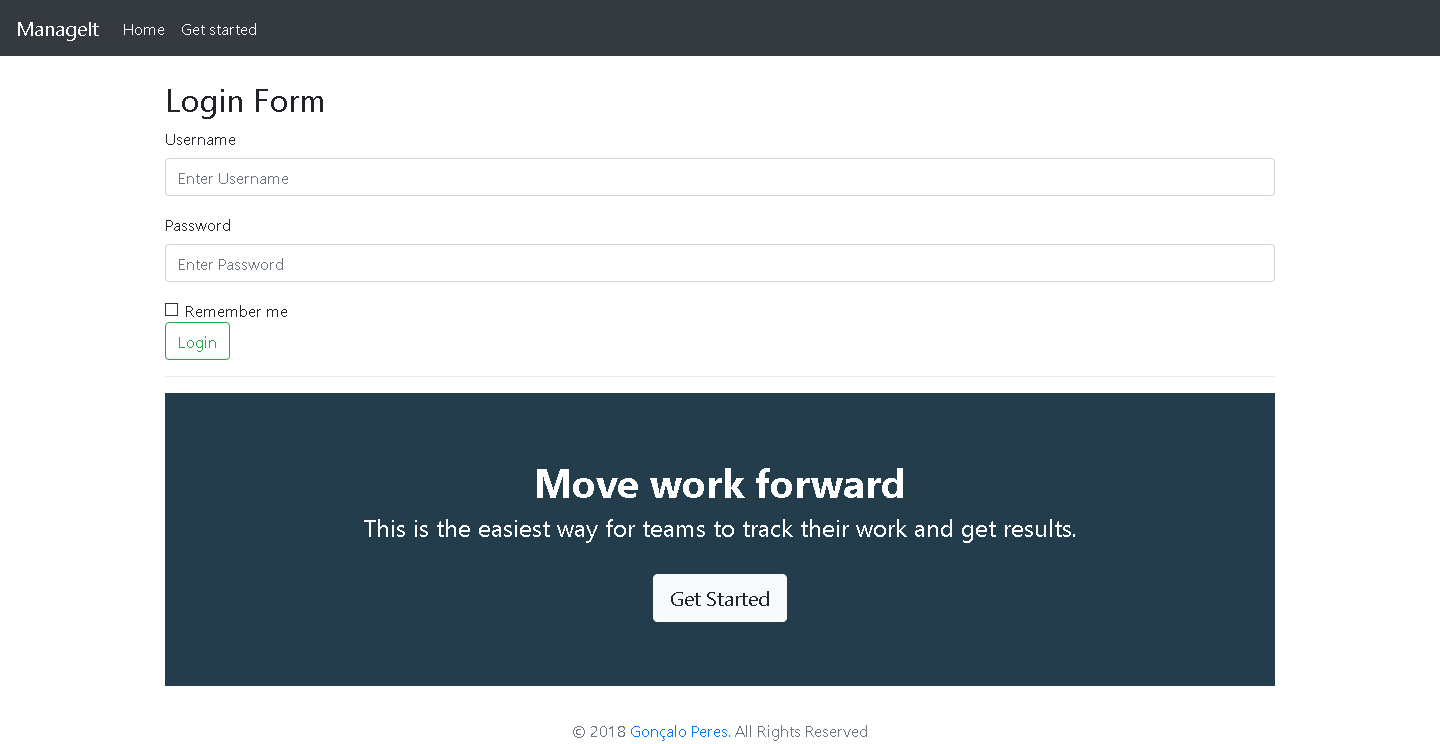 ManageIt Home Get started
Login Form
Username
Enter Username
Password
Enter Password
Remember me
Login
Move work forward
This is the easiest way for teams to track their work and get results.
Get Started
© 2018 Gonçalo Peres. All Rights Reserved